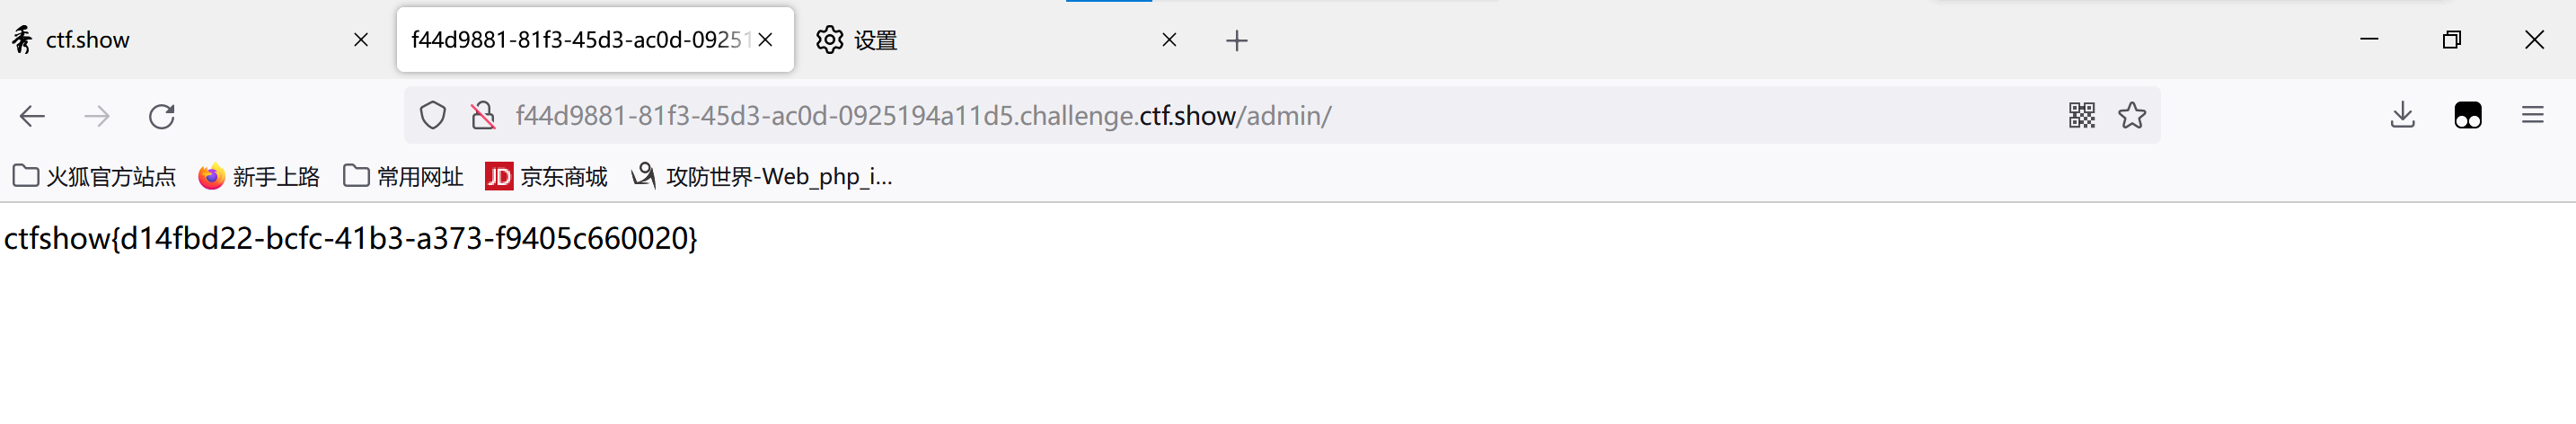 ctf.show
f44d9881-81f3-45d3-ac0d-09251
设置
f44d9881-81f3-45d3-ac0d-0925194a11d5.challenge.ctf.show/admin/
火狐官方站点 新手上路 常用网址 JD 京东商城 攻防世界-Web_php_i...
ctfshow{d14fbd22-bcfc-41b3-a373-f9405c660020}